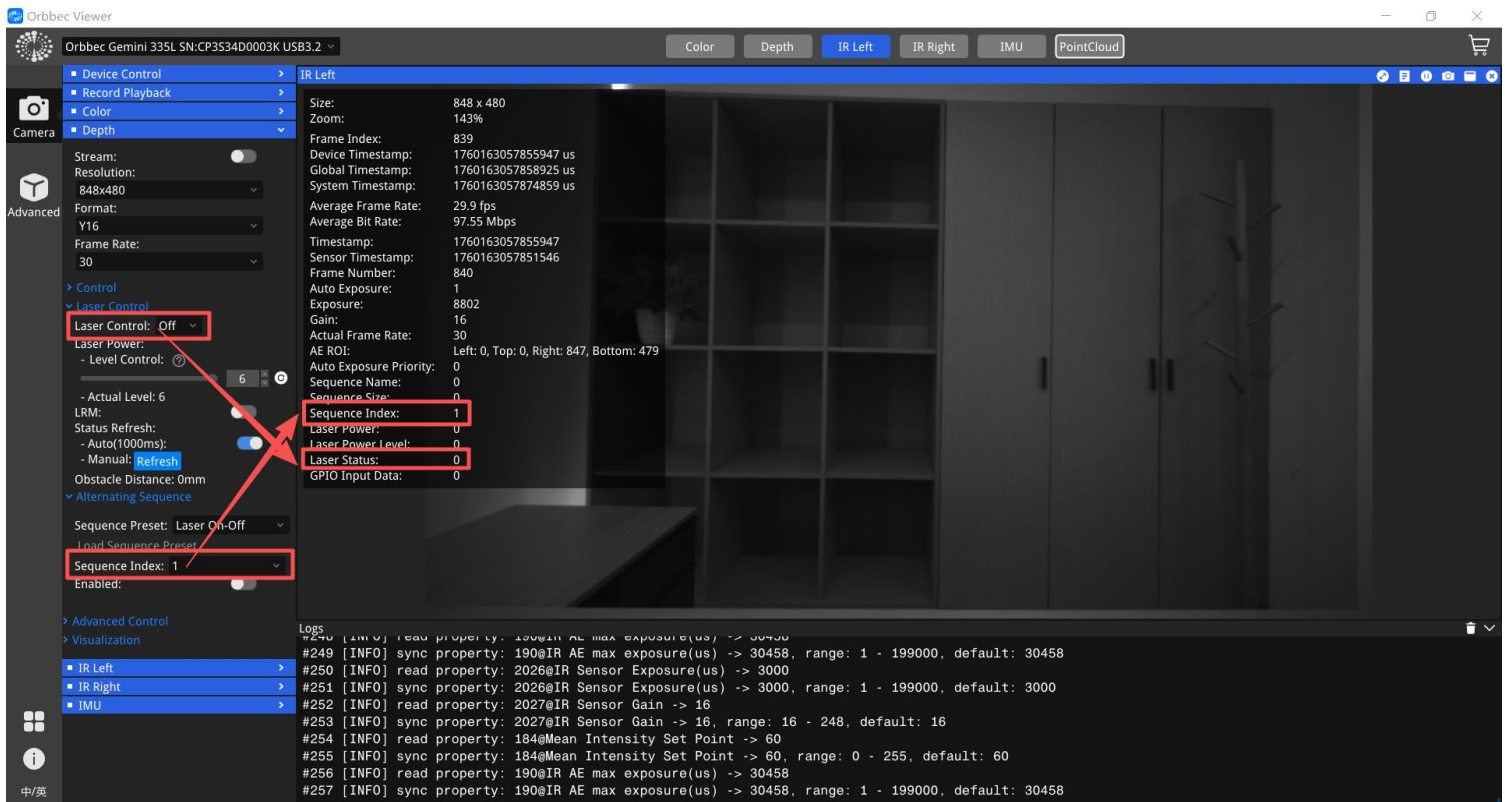 Orbbec Viewer
Orbbec Gemini 335L SN:CP3S34D0003K USB3.2
Color Depth IR Left IR Right IMU PointCloud
Camera
Advanced
中/英
Device Control
Record Playback
Color
Depth
Stream:
Resolution:
848x480
Format:
Y16
Frame Rate:
30
Control
Laser Control
Laser Control: Off
Laser Power:
- Level Control: ?
6
- Actual Level: 6
LRM:
Status Refresh:
- Auto(1000ms):
- Manual: Refresh
Obstacle Distance: 0mm
Alternating Sequence
Sequence Preset: Laser On-Off
Load Sequence Preset
Sequence Index: 1
Enabled:
Advanced Control
Visualization
IR Left
IR Right
IMU
IR Left
Size: 848 x 480
Zoom: 143%
Frame Index: 839
Device Timestamp: 1760163057855947 us
Global Timestamp: 1760163057858925 us
System Timestamp: 1760163057874859 us
Average Frame Rate: 29.9 fps
Average Bit Rate: 97.55 Mbps
Timestamp: 1760163057855947
Sensor Timestamp: 1760163057851546
Frame Number: 840
Auto Exposure: 1
Exposure: 8802
Gain: 16
Actual Frame Rate: 30
AE ROI: Left: 0, Top: 0, Right: 847, Bottom: 479
Auto Exposure Priority: 0
Sequence Name: 0
Sequence Size: 0
Sequence Index: 1
Laser Power: 0
Laser Power Level: 0
Laser Status: 0
GPIO Input Data: 0
Logs
#248 [INFO] read property: 190@IR AE max exposure(us) -> 30458
#249 [INFO] sync property: 190@IR AE max exposure(us) -> 30458, range: 1 - 199000, default: 30458
#250 [INFO] read property: 2026@IR Sensor Exposure(us) -> 3000
#251 [INFO] sync property: 2026@IR Sensor Exposure(us) -> 3000, range: 1 - 199000, default: 3000
#252 [INFO] read property: 2027@IR Sensor Gain -> 16
#253 [INFO] sync property: 2027@IR Sensor Gain -> 16, range: 16 - 248, default: 16
#254 [INFO] read property: 184@Mean Intensity Set Point -> 60
#255 [INFO] sync property: 184@Mean Intensity Set Point -> 60, range: 0 - 255, default: 60
#256 [INFO] read property: 190@IR AE max exposure(us) -> 30458
#257 [INFO] sync property: 190@IR AE max exposure(us) -> 30458, range: 1 - 199000, default: 30458